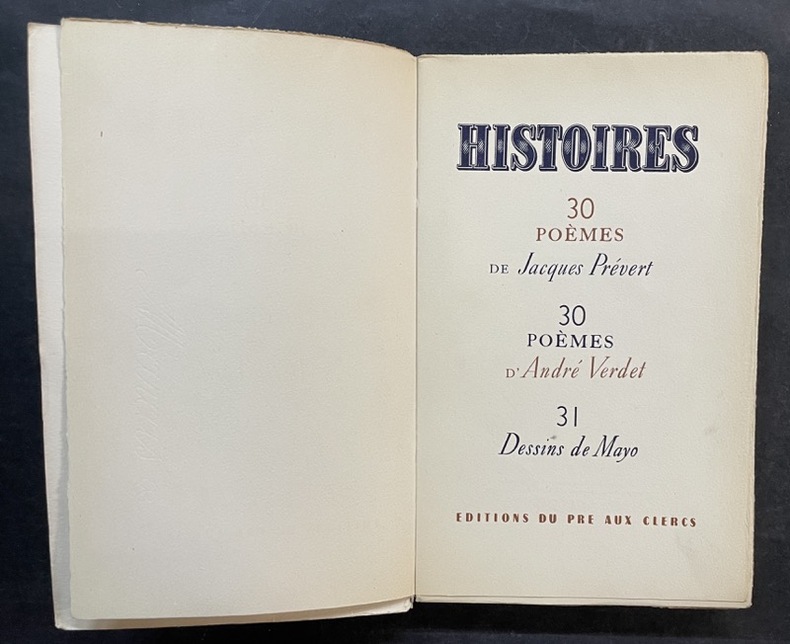 HISTOIRES
30
POÈMES
DE Jacques Prévert
30
POÈMES
D'André Verdet
31
Dessins de Mayo
EDITIONS DU PRE AUX CLERCS